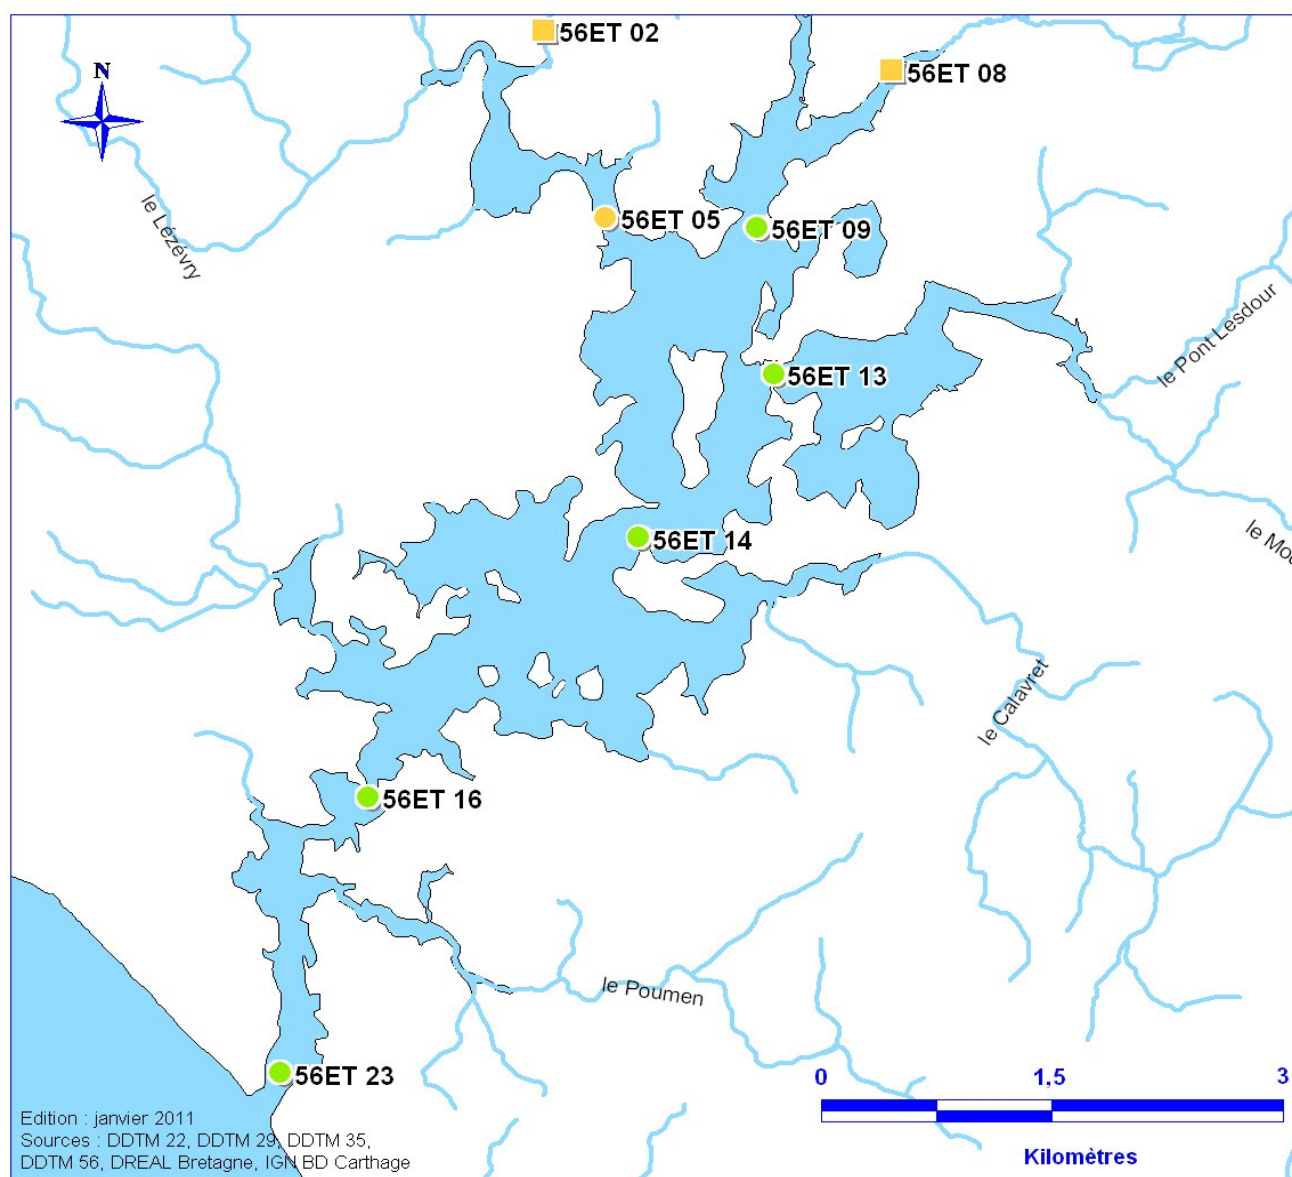 56ET 02
56ET 08
N
le Lézévry
56ET 05
56ET 09
le Pont Lesdour
56ET 13
le Mou
56ET 14
le Calavret
56ET 16
le Poumen
56ET 23
0 1,5 3
Kilomètres
Edition : janvier 2011
Sources : DDTM 22, DDTM 29, DDTM 35,
DDTM 56, DREAL Bretagne, IGN BD Carthage